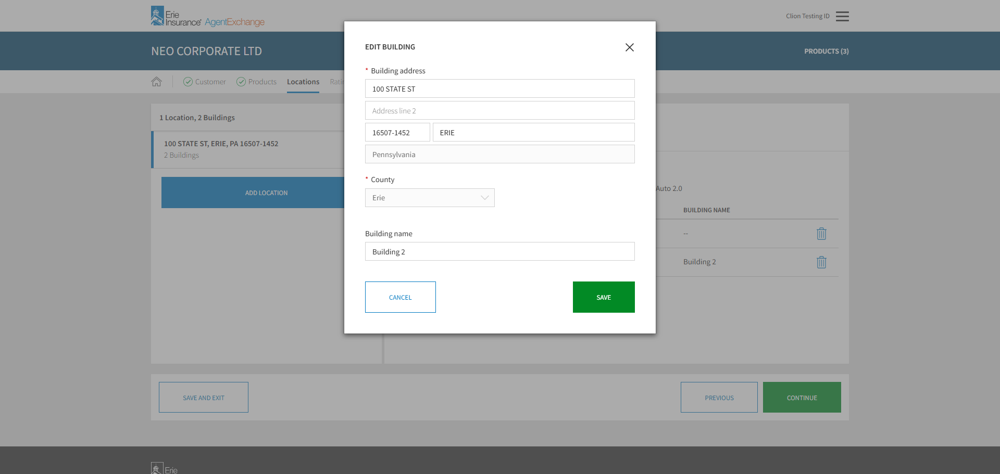 Erie
Insurance® AgentExchange
Clion Testing ID
NEO CORPORATE LTD
PRODUCTS (3)
Customer
Products
Locations
1 Location, 2 Buildings
100 STATE ST, ERIE, PA 16507-1452
2 Buildings
ADD LOCATION
EDIT BUILDING
* Building address
100 STATE ST
Address line 2
16507-1452
ERIE
Pennsylvania
* County
Erie
Building name
Building 2
CANCEL
SAVE
Auto 2.0
BUILDING NAME
--
Building 2
SAVE AND EXIT
PREVIOUS
CONTINUE
Erie